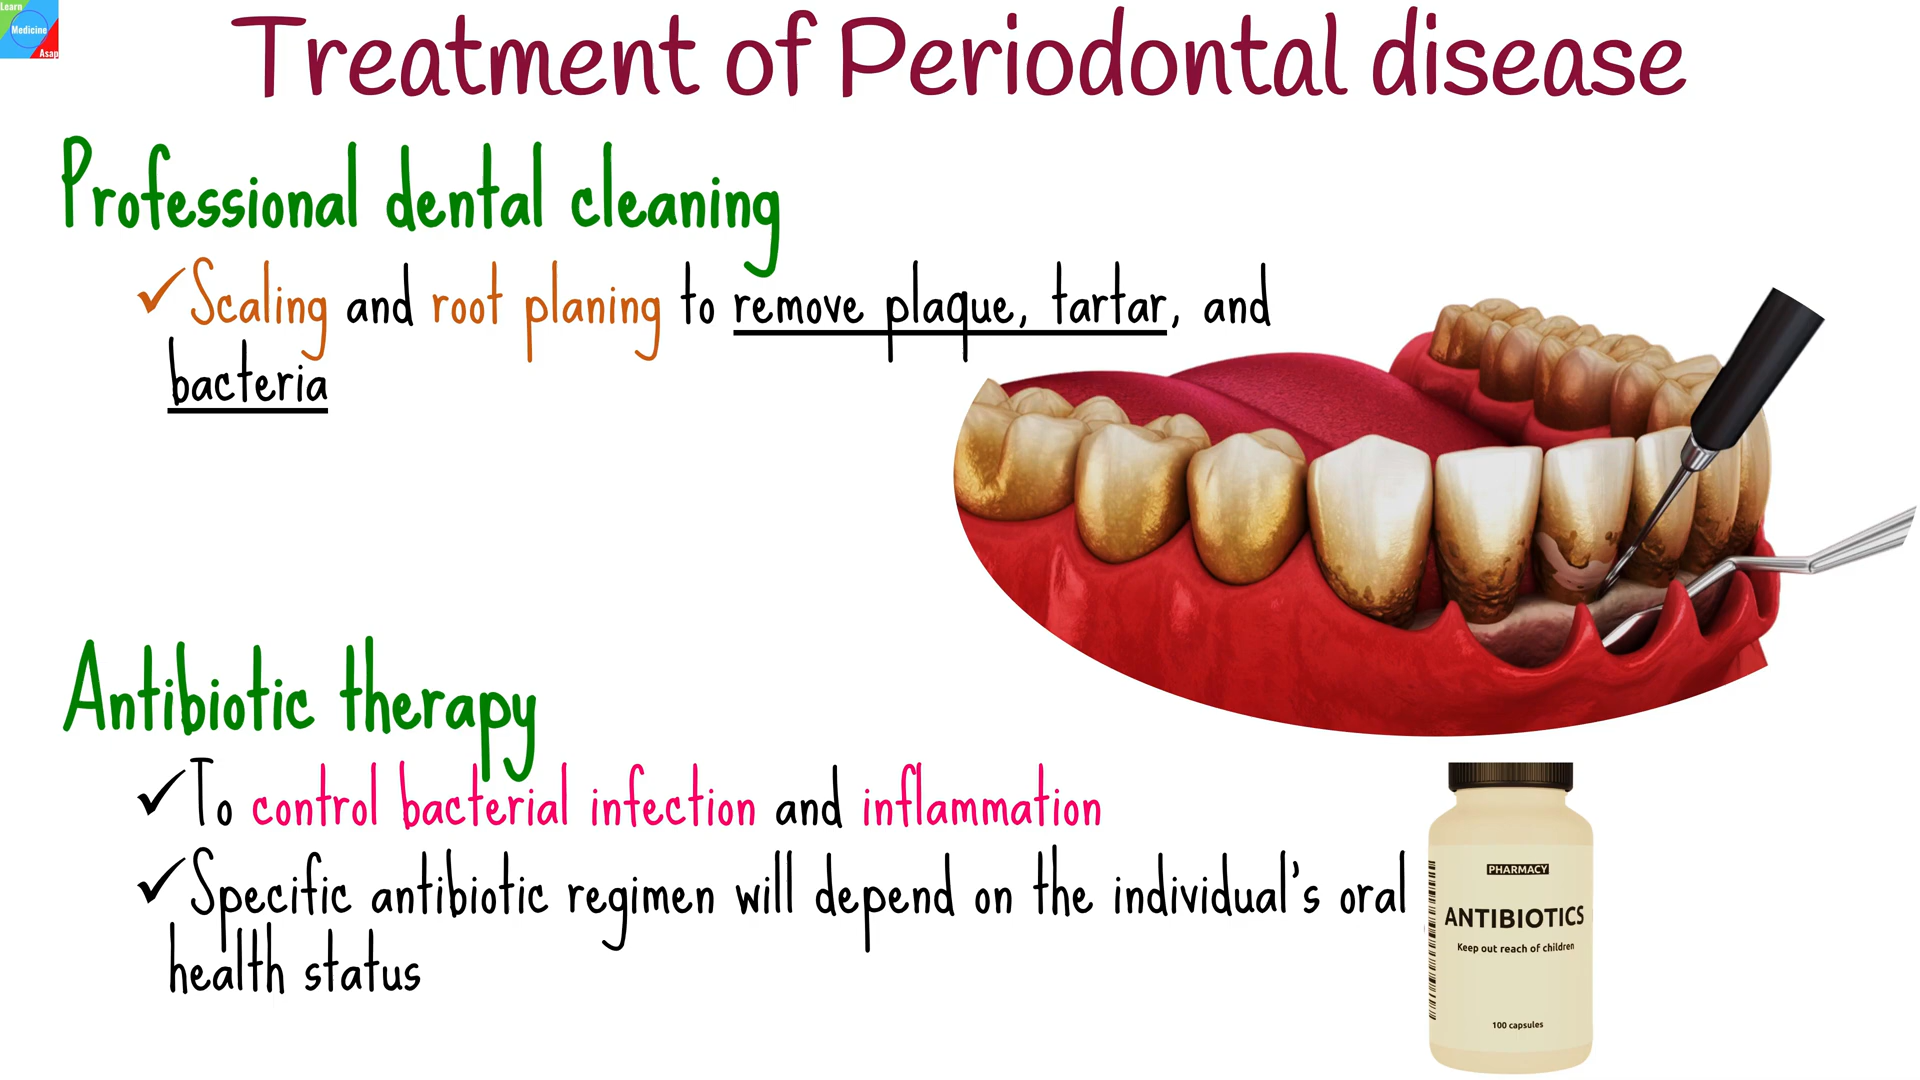 Learn
Medicine
Asap
Treatment of Periodontal disease
Professional dental cleaning
✓Scaling and root planing to remove plaque, tartar, and
bacteria
Antibiotic therapy
✓To control bacterial infection and inflammation
✓Specific antibiotic regimen will depend on the individual's oral
health status
PHARMACY
ANTIBIOTICS
Keep out reach of children
100 capsules